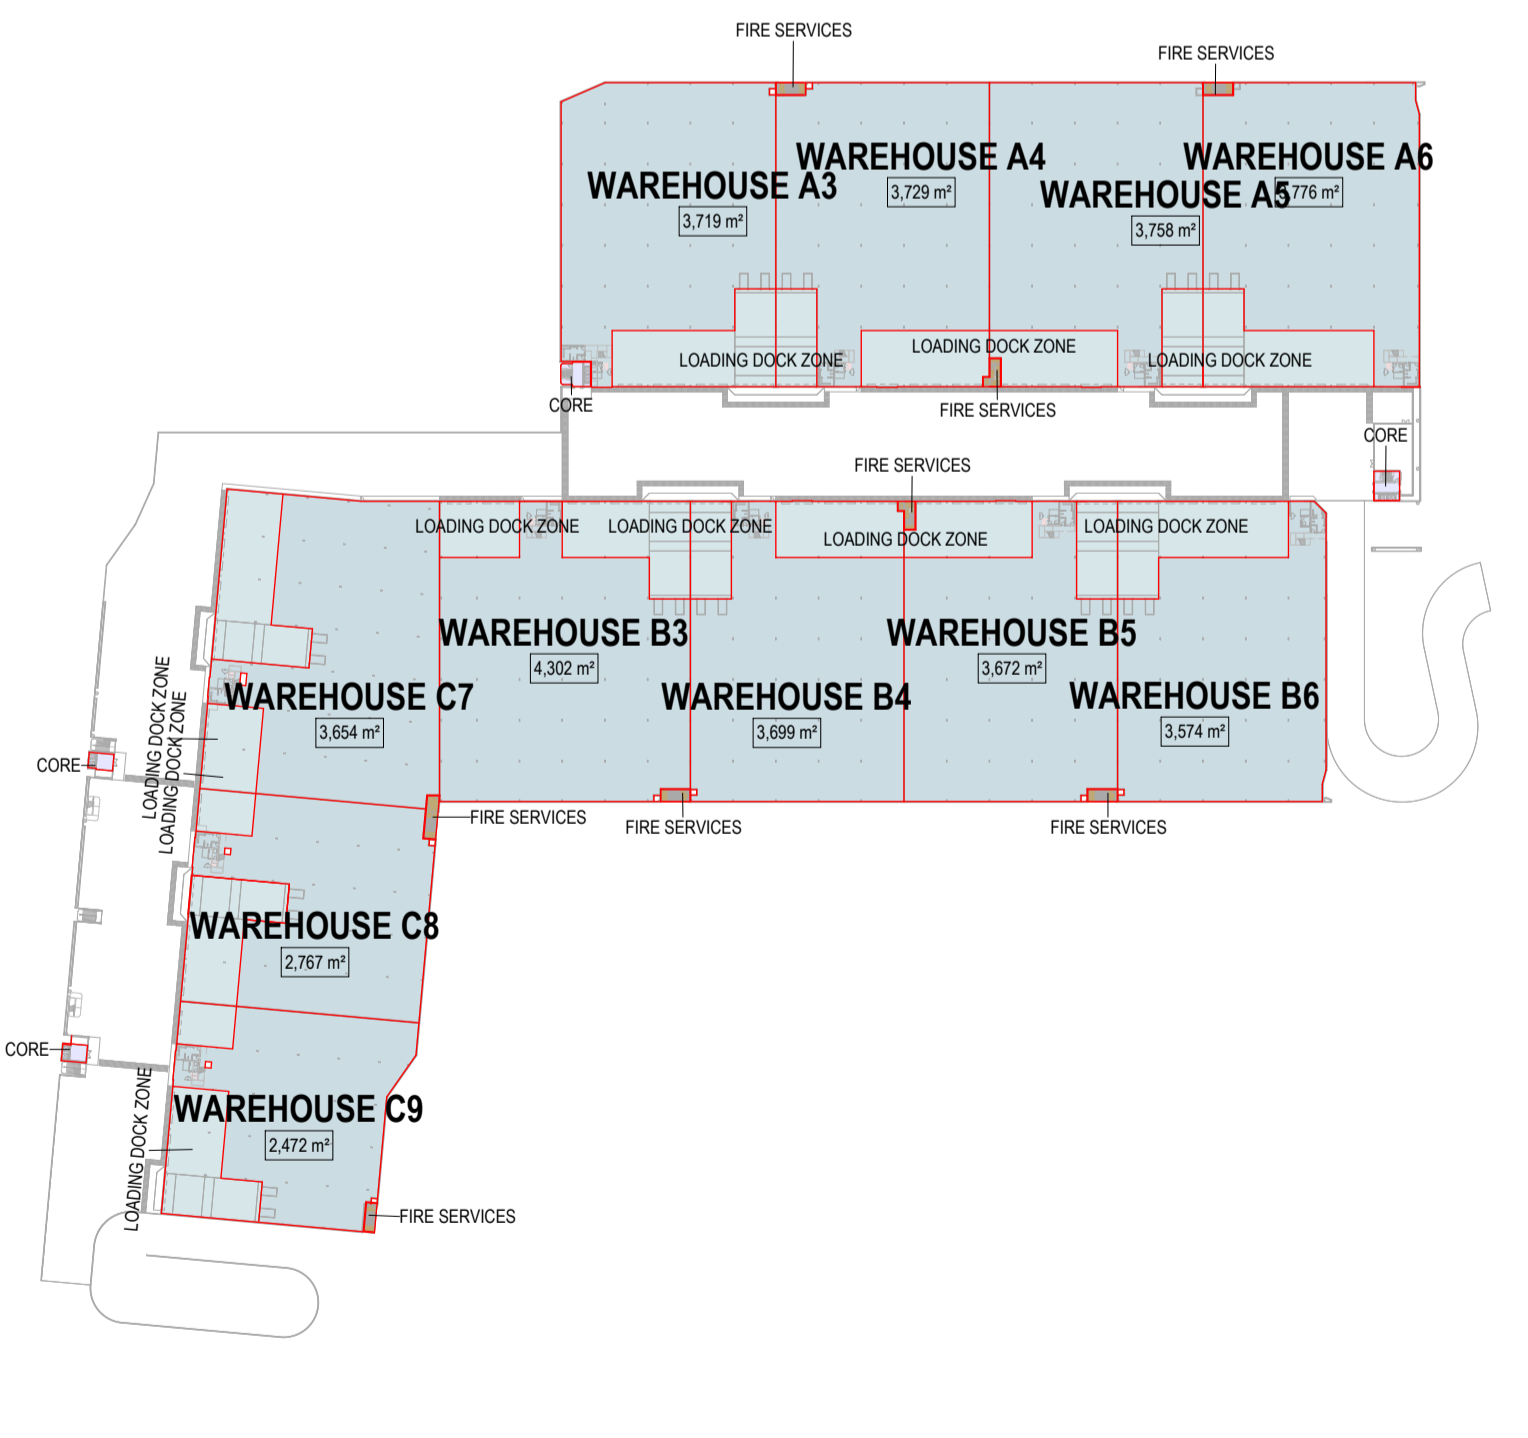 FIRE SERVICES
FIRE SERVICES
WAREHOUSE A3
3,719 m²
WAREHOUSE A4
3,729 m²
WAREHOUSE A5
3,758 m²
WAREHOUSE A6
3,776 m²
LOADING DOCK ZONE
LOADING DOCK ZONE
LOADING DOCK ZONE
CORE
FIRE SERVICES
CORE
FIRE SERVICES
LOADING DOCK ZONE
LOADING DOCK ZONE
LOADING DOCK ZONE
LOADING DOCK ZONE
WAREHOUSE B3
4,302 m²
WAREHOUSE B4
3,699 m²
WAREHOUSE B5
3,672 m²
WAREHOUSE B6
3,574 m²
WAREHOUSE C7
3,654 m²
LOADING DOCK ZONE
LOADING DOCK ZONE
CORE
FIRE SERVICES
FIRE SERVICES
FIRE SERVICES
WAREHOUSE C8
2,767 m²
CORE
LOADING DOCK ZONE
WAREHOUSE C9
2,472 m²
FIRE SERVICES